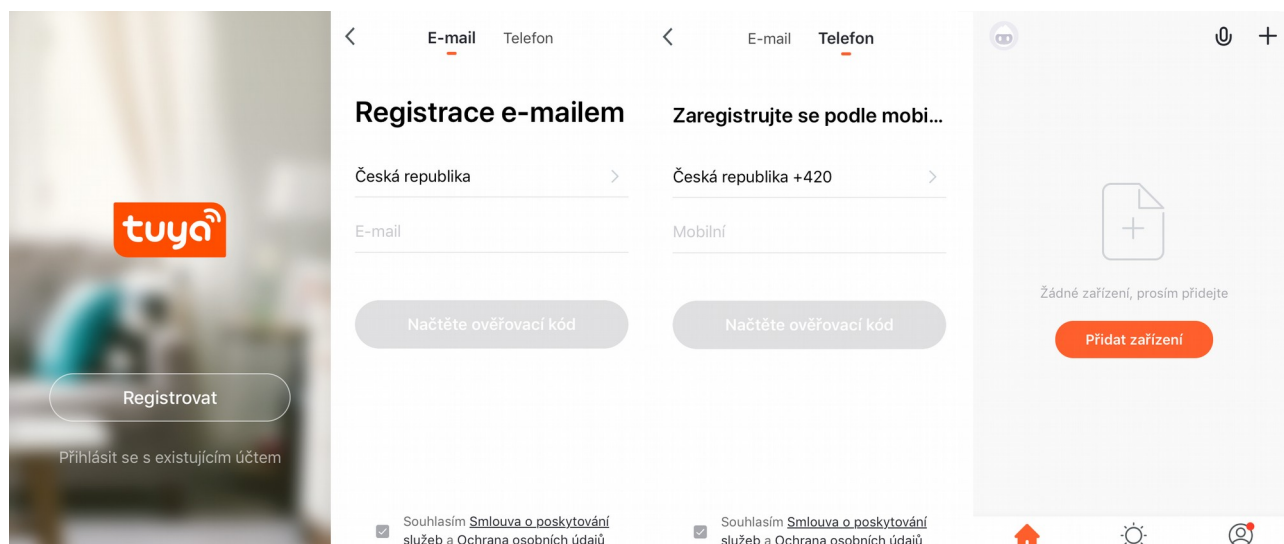 tuya
Registrovat
Přihlásit se s existujícím účtem
E-mail Telefon
Registrace e-mailem
Česká republika
E-mail
Načtěte ověřovací kód
Souhlasím Smlouva o poskytování
služeb a Ochrana osobních údajů
E-mail Telefon
Zaregistrujte se podle mobi...
Česká republika +420
Mobilní
Načtěte ověřovací kód
Souhlasím Smlouva o poskytování
služeb a Ochrana osobních údajů
Žádné zařízení, prosím přidejte
Přidat zařízení